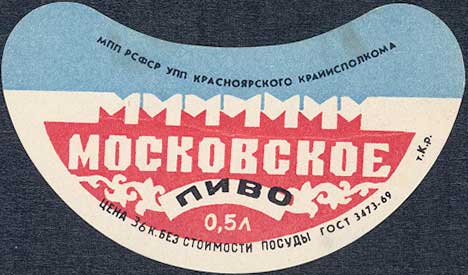 МПП РСФСР УПП КРАСНОЯРСКОГО КРАЙИСПОЛКОМА
МОСКОВСКОЕ
ПИВО
0,5л
ЦЕНА 36 к. БЕЗ СТОИМОСТИ ПОСУДЫ ГОСТ 3473-69
т.К.р.